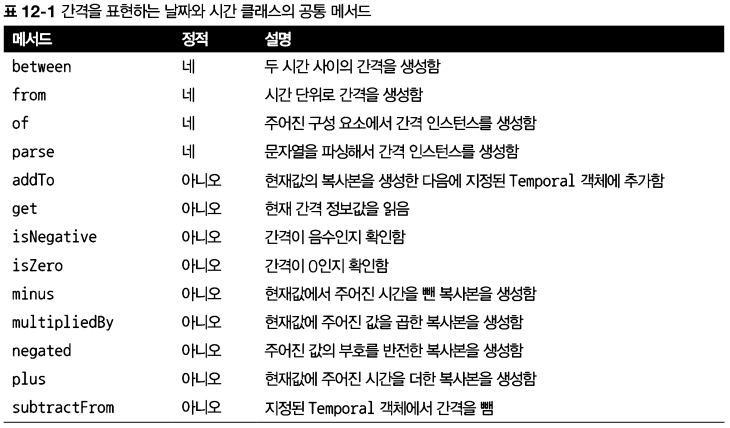 표 12-1 간격을 표현하는 날짜와 시간 클래스의 공통 메서드
메서드 정적 설명
between 네 두 시간 사이의 간격을 생성함
from 네 시간 단위로 간격을 생성함
of 네 주어진 구성 요소에서 간격 인스턴스를 생성함
parse 네 문자열을 파싱해서 간격 인스턴스를 생성함
addTo 아니오 현재값의 복사본을 생성한 다음에 지정된 Temporal 객체에 추가함
get 아니오 현재 간격 정보값을 읽음
isNegative 아니오 간격이 음수인지 확인함
isZero 아니오 간격이 0인지 확인함
minus 아니오 현재값에서 주어진 시간을 뺀 복사본을 생성함
multipliedBy 아니오 현재값에 주어진 값을 곱한 복사본을 생성함
negated 아니오 주어진 값의 부호를 반전한 복사본을 생성함
plus 아니오 현재값에 주어진 시간을 더한 복사본을 생성함
subtractFrom 아니오 지정된 Temporal 객체에서 간격을 뺌